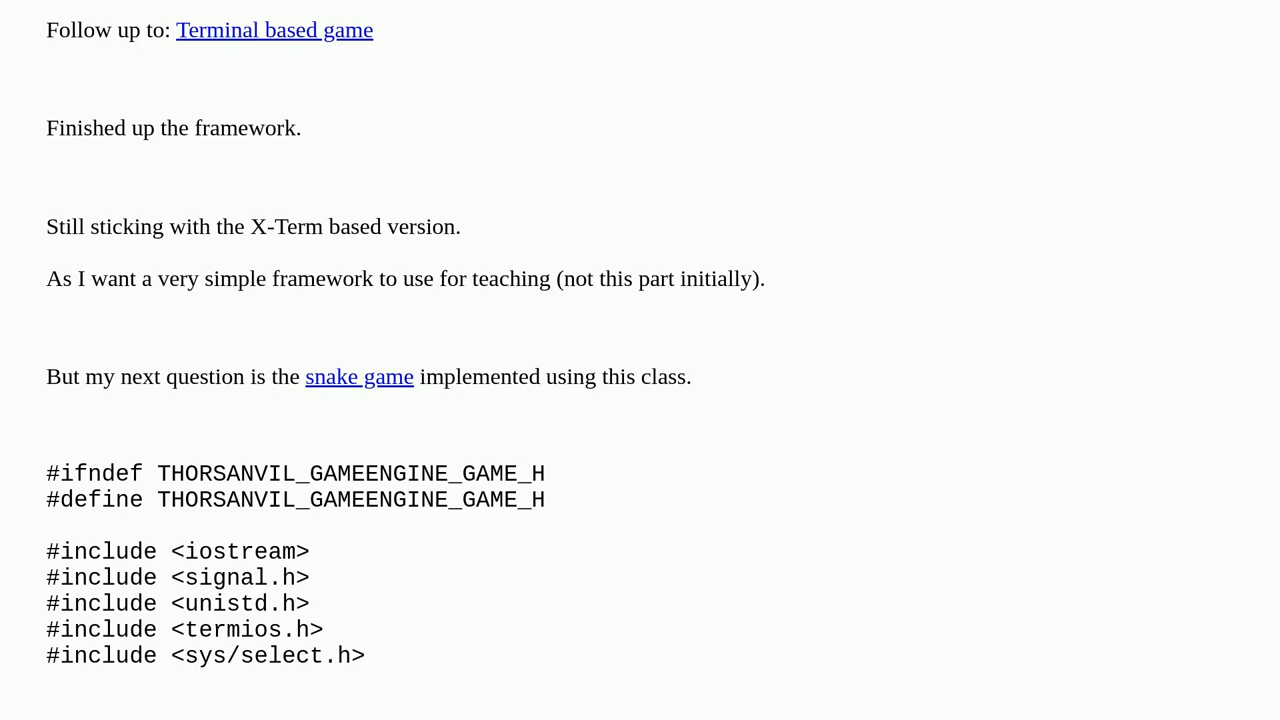 Follow up to: Terminal based game
Finished up the framework.
Still sticking with the X-Term based version.
As I want a very simple framework to use for teaching (not this part initially).
But my next question is the snake game implemented using this class.
#ifndef THORSANVIL_GAMEENGINE_GAME_H
#define THORSANVIL_GAMEENGINE_GAME_H
#include <iostream>
#include <signal.h>
#include <unistd.h>
#include <termios.h>
#include <sys/select.h>